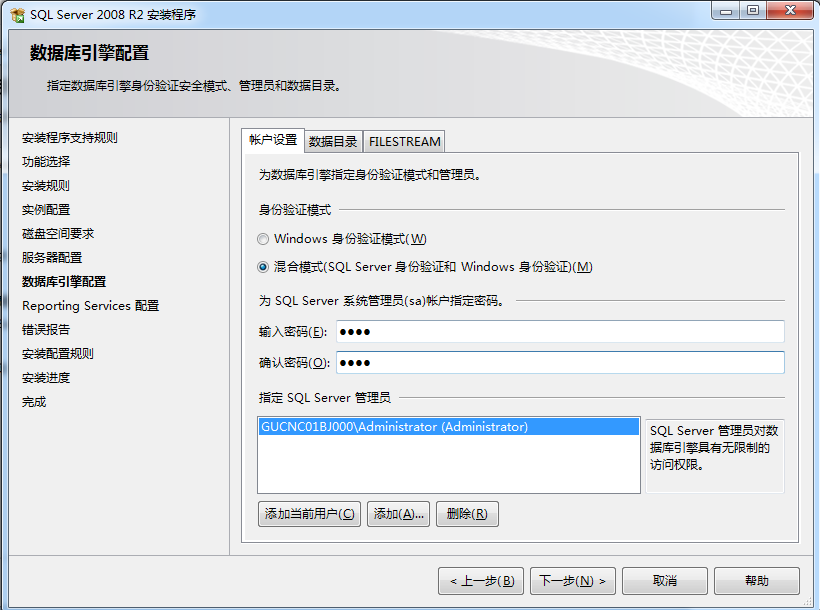 SQL Server 2008 R2 安装程序
数据库引擎配置
指定数据库引擎身份验证安全模式、管理员和数据目录。
安装程序支持规则
功能选择
安装规则
实例配置
磁盘空间要求
服务器配置
数据库引擎配置
Reporting Services 配置
错误报告
安装配置规则
安装进度
完成
帐户设置 数据目录 FILESTREAM
为数据库引擎指定身份验证模式和管理员。
身份验证模式
Windows 身份验证模式(W)
混合模式(SQL Server 身份验证和 Windows 身份验证)(M)
为 SQL Server 系统管理员(sa)帐户指定密码。
输入密码(E): ●●●●
确认密码(O): ●●●●
指定 SQL Server 管理员
GUCNC01BJ000\Administrator (Administrator)
SQL Server 管理员对数
据库引擎具有无限制的
访问权限。
添加当前用户(C) 添加(A)... 删除(R)
< 上一步(B) 下一步(N) > 取消 帮助